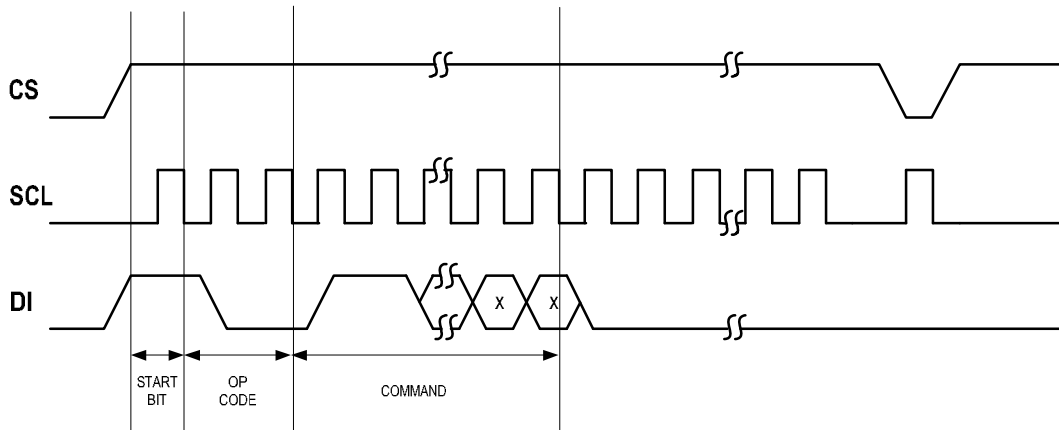 CS
SCL
DI
X X
START
BIT
OP
CODE
COMMAND